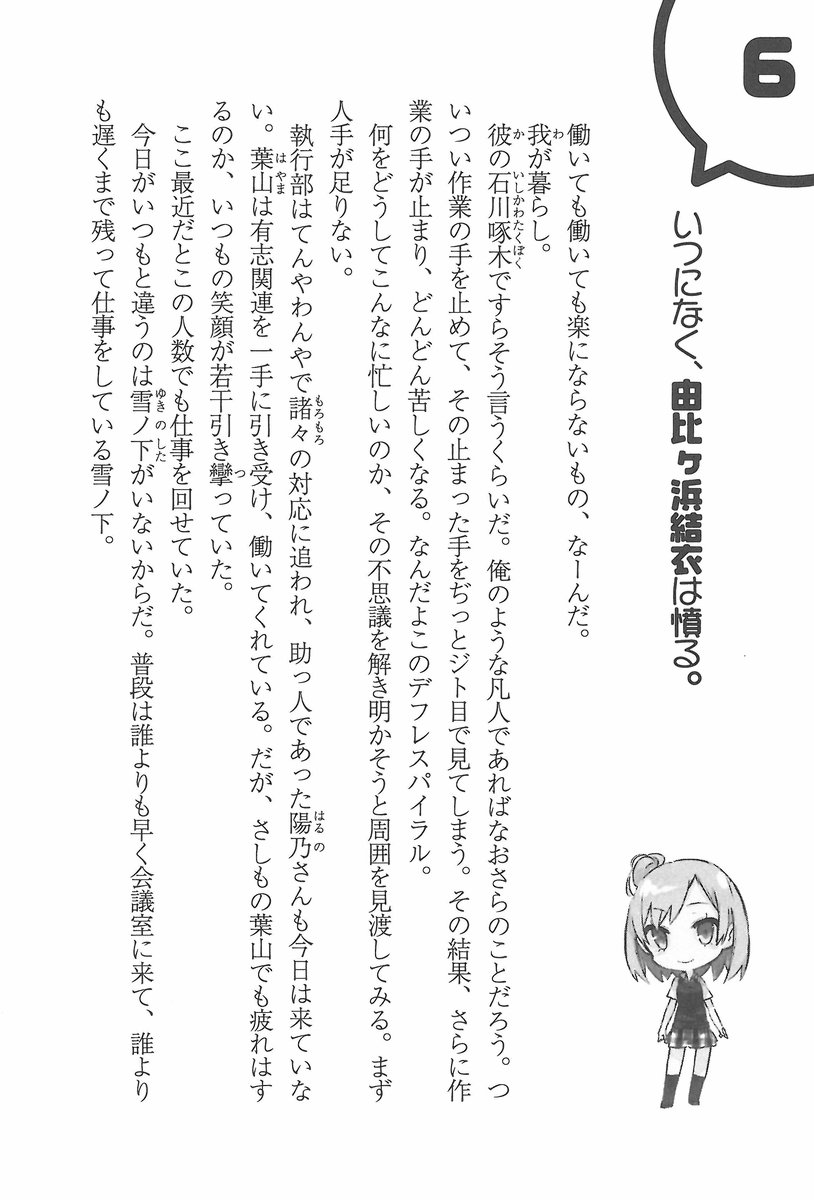 6
いつになく、由比ヶ浜結衣は憤る。
働いても働いても楽にならないもの、なーんだ。
我が暮らし。
彼の石川啄木ですらそう言うくらいだ。俺のような凡人であればなおさらのことだろう。つ
いつい作業の手を止めて、その止まった手をぢっとジト目で見てしまう。その結果、さらに作
業の手が止まり、どんどん苦しくなる。なんだよこのデフレスパイラル。
何をどうしてこんなに忙しいのか、その不思議を解き明かそうと周囲を見渡してみる。まず
人手が足りない。
執行部はてんやわんやで諸々の対応に追われ、助っ人であった陽乃さんも今日は来ていな
い。葉山は有志関連を一手に引き受け、働いてくれている。だが、さしもの葉山でも疲れはす
るのか、いつもの笑顔が若干引き攣っていた。
ここ最近だとこの人数でも仕事を回せていた。
今日がいつもと違うのは雪ノ下がいないからだ。普段は誰よりも早く会議室に来て、誰より
も遅くまで残って仕事をしている雪ノ下。